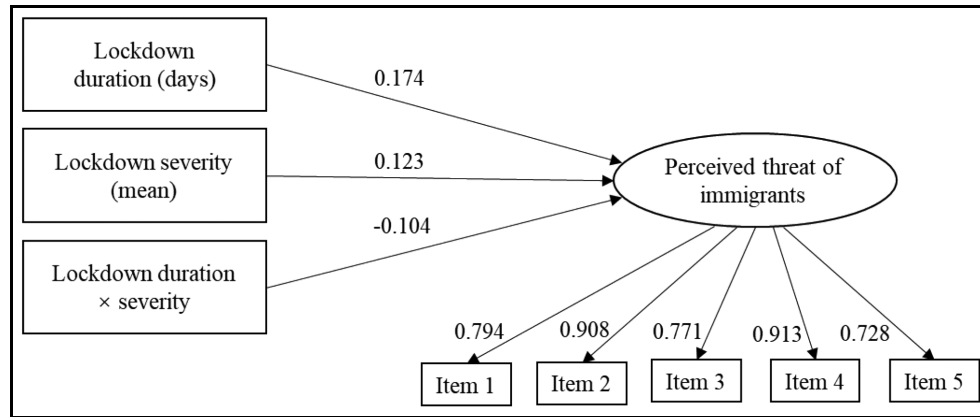 Lockdown
duration (days)
0.174
Lockdown severity
(mean)
0.123
Perceived threat of
immigrants
-0.104
Lockdown duration
× severity
0.794
0.908
0.771
0.913
0.728
Item 1
Item 2
Item 3
Item 4
Item 5